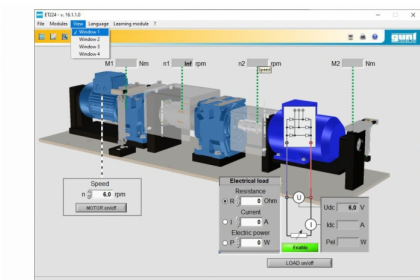 ET224 - v. 16.1.1.0
File Modules View Language Learning module ?
✓ Window 1
Window 2
Window 3
Window 4
gunt
M1 Nm n1 Inf rpm n2 rpm M2 Nm
Speed
Speed
n 6,0 rpm
MOTOR on/off
Electrical load
Resistance
R 0 Ohm
Current
I 0 A
Electric power
P 0 W
U
I
Enable
Udc 6,0 V
Idc A
Pel W
LOAD on/off